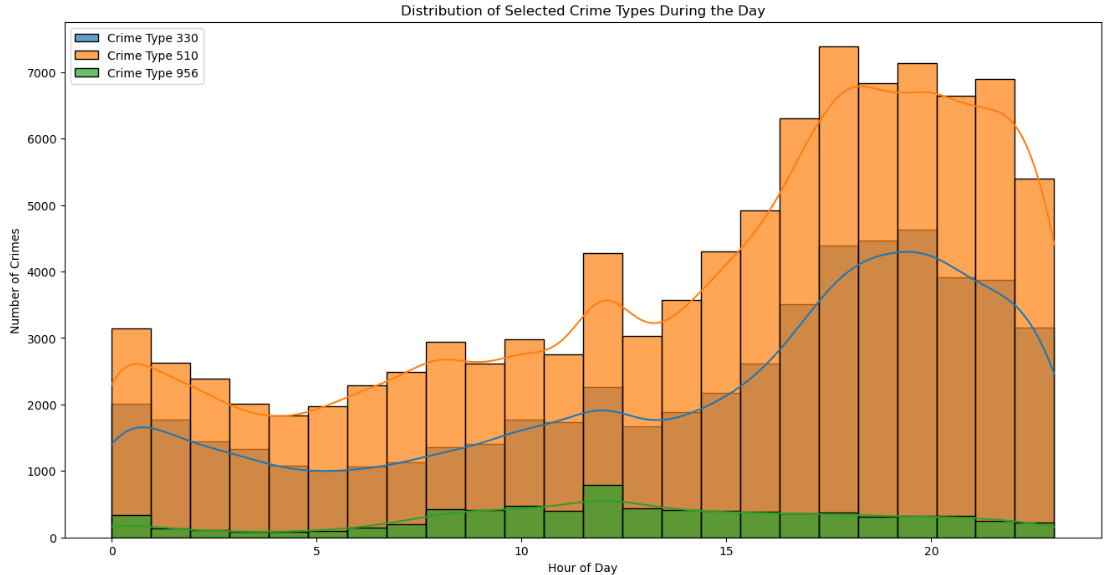 Distribution of Selected Crime Types During the Day
Crime Type 330
Crime Type 510
Crime Type 956
Number of Crimes
7000
6000
5000
4000
3000
2000
1000
0
0 5 10 15 20
Hour of Day